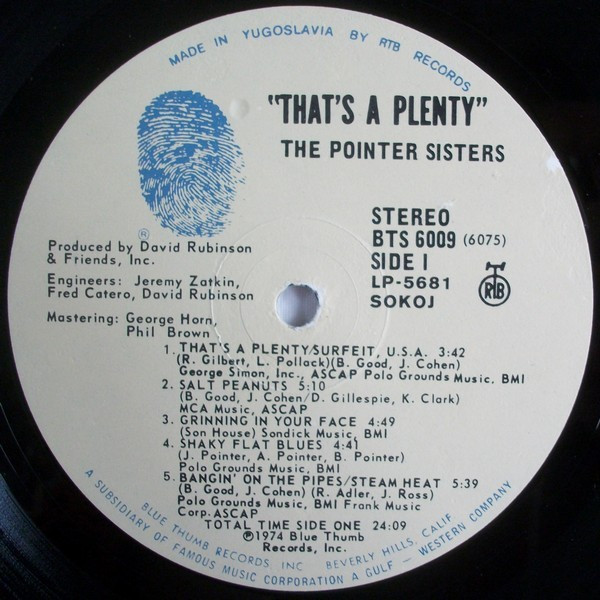 MADE IN YUGOSLAVIA BY RTB RECORDS
"THAT'S A PLENTY"
THE POINTER SISTERS
®
STEREO
BTS 6009 (6075)
SIDE I
LP-5681
SOKOJ
RTB
Produced by David Rubinson
& Friends, Inc.
Engineers: Jeremy Zatkin,
Fred Catero, David Rubinson
Mastering: George Horn,
Phil Brown
1. THAT'S A PLENTY/SURFEIT, U.S.A. 3:42
(R. Gilbert, L. Pollack)(B. Good, J. Cohen)
George Simon, Inc., ASCAP Polo Grounds Music, BMI
2. SALT PEANUTS 5:10
(B. Good, J. Cohen/D. Gillespie, K. Clark)
MCA Music, ASCAP
3. GRINNING IN YOUR FACE 4:49
(Son House) Sondick Music, BMI
4. SHAKY FLAT BLUES 4:41
(J. Pointer, A. Pointer, B. Pointer)
Polo Grounds Music, BMI
5. BANGIN' ON THE PIPES/STEAM HEAT 5:39
(B. Good, J. Cohen) (R. Adler, J. Ross)
Polo Grounds Music, BMI Frank Music
Corp. ASCAP
TOTAL TIME SIDE ONE 24:09
℗1974 Blue Thumb
Records, Inc.
BLUE THUMB RECORDS, INC BEVERLY HILLS, CALIF
A SUBSIDIARY OF FAMOUS MUSIC CORPORATION A GULF - WESTERN COMPANY